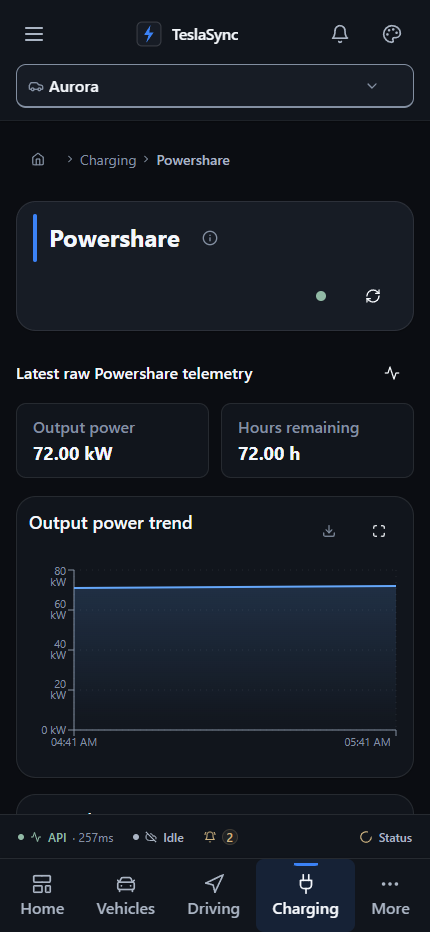 TeslaSync
Aurora
Charging
Powershare
Powershare
Latest raw Powershare telemetry
Output power
72.00 kW
Hours remaining
72.00 h
Output power trend
80
kW
60
kW
40
kW
20
kW
0 kW
04:41 AM
05:41 AM
API · 257ms
Idle
2
Status
Home
Vehicles
Driving
Charging
More